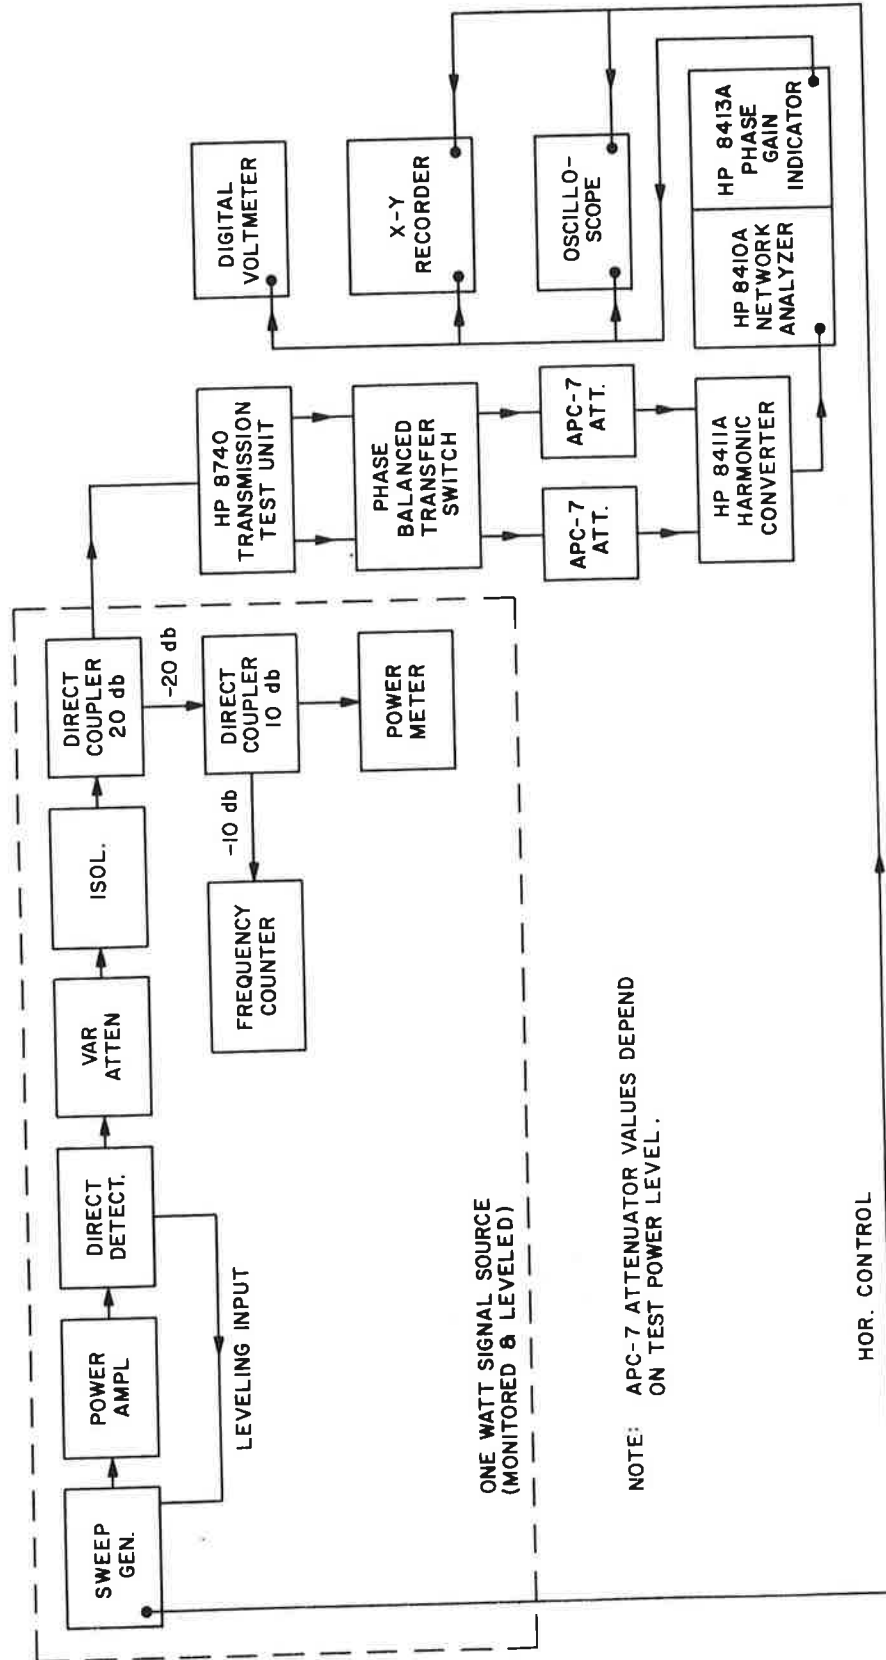 SWEEP
GEN.
POWER
AMPL
DIRECT
DETECT.
VAR
ATTEN
ISOL.
DIRECT
COUPLER
20 db
LEVELING INPUT
-20 db
DIRECT
COUPLER
10 db
-10 db
FREQUENCY
COUNTER
POWER
METER
ONE WATT SIGNAL SOURCE
(MONITORED & LEVELED)
HP 8740
TRANSMISSION
TEST UNIT
PHASE
BALANCED
TRANSFER
SWITCH
APC-7
ATT.
APC-7
ATT.
HP 8411A
HARMONIC
CONVERTER
DIGITAL
VOLTMETER
X-Y
RECORDER
OSCILLO-
SCOPE
HP 8410A
NETWORK
ANALYZER
HP 8413A
PHASE
GAIN
INDICATOR
NOTE: APC-7 ATTENUATOR VALUES DEPEND
ON TEST POWER LEVEL.
HOR. CONTROL